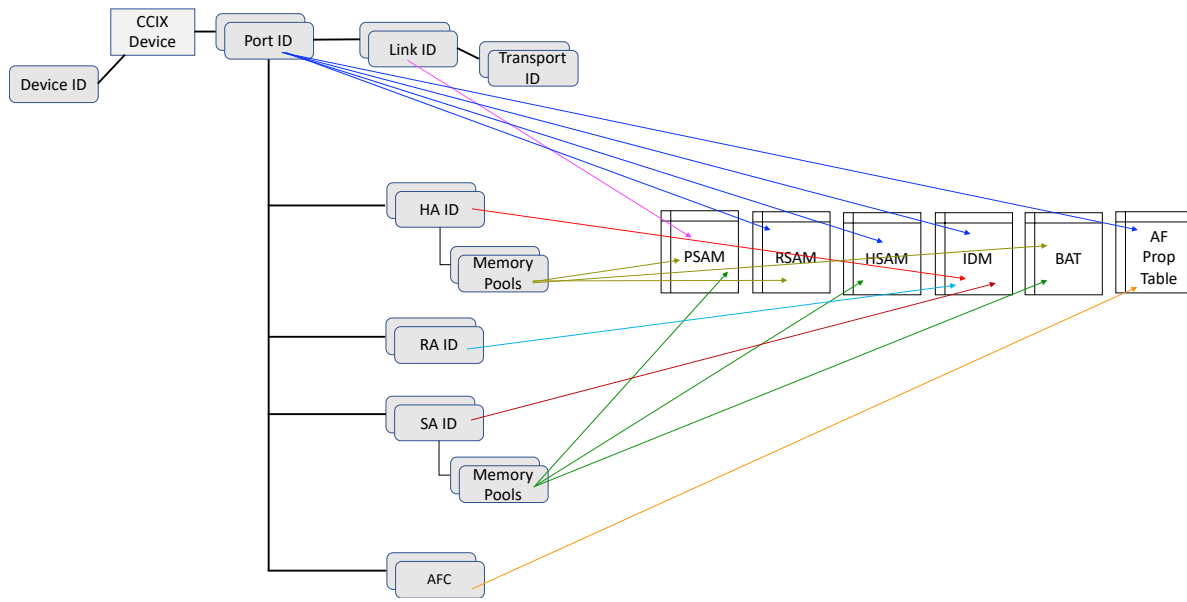 CCIX
Device
Port ID
Link ID
Transport
ID
Device ID
HA ID
Memory
Pools
PSAM
RSAM
HSAM
IDM
BAT
AF
Prop
Table
RA ID
SA ID
Memory
Pools
AFC